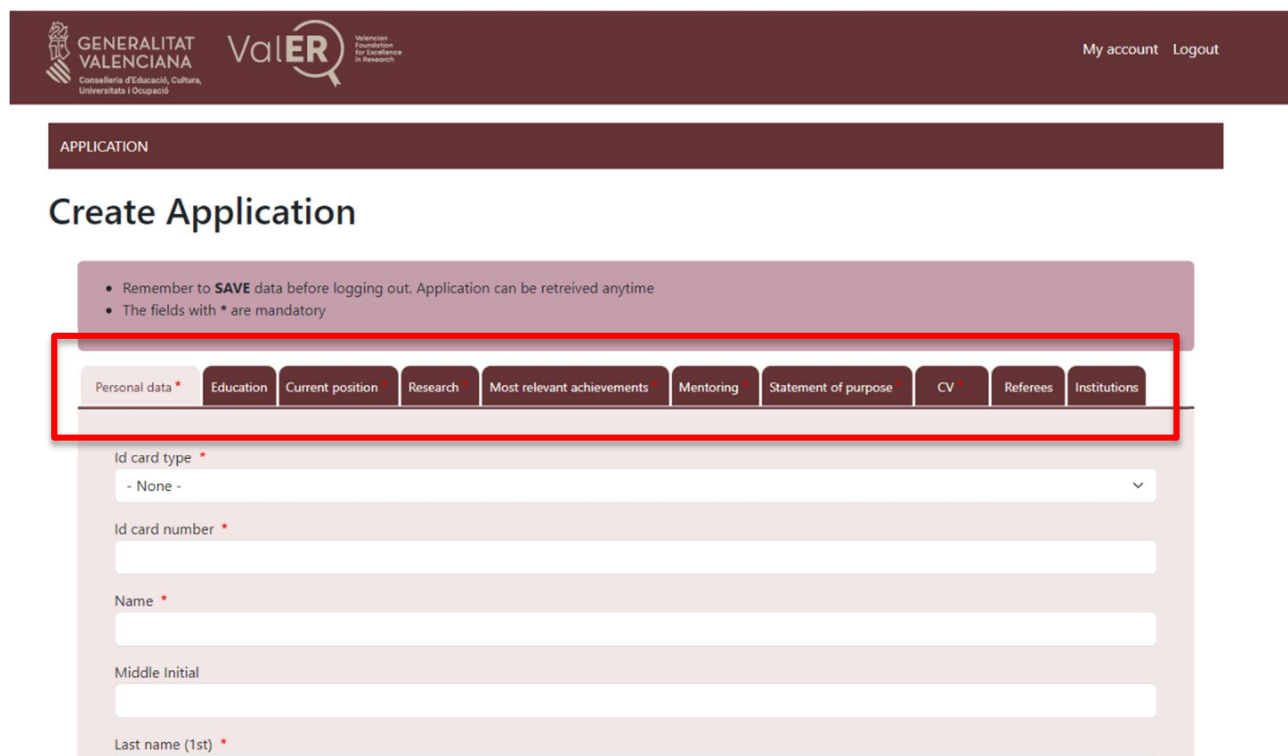 GENERALITAT
VALENCIANA
Conselleria d'Educació, Cultura,
Universitats i Ocupació
ValER
Valencian
Foundation
for Excellence
in Research
My account Logout
APPLICATION
Create Application
• Remember to SAVE data before logging out. Application can be retreived anytime
• The fields with * are mandatory
Personal data * Education Current position * Research * Most relevant achievements * Mentoring * Statement of purpose * CV * Referees Institutions
Id card type *
- None -
Id card number *
Name *
Middle Initial
Last name (1st) *